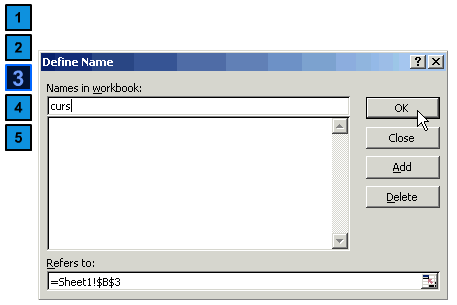 1
2
3
4
5
Define Name
?
Names in workbook:
curs
OK
Close
Add
Delete
Refers to:
=Sheet1!$B$3